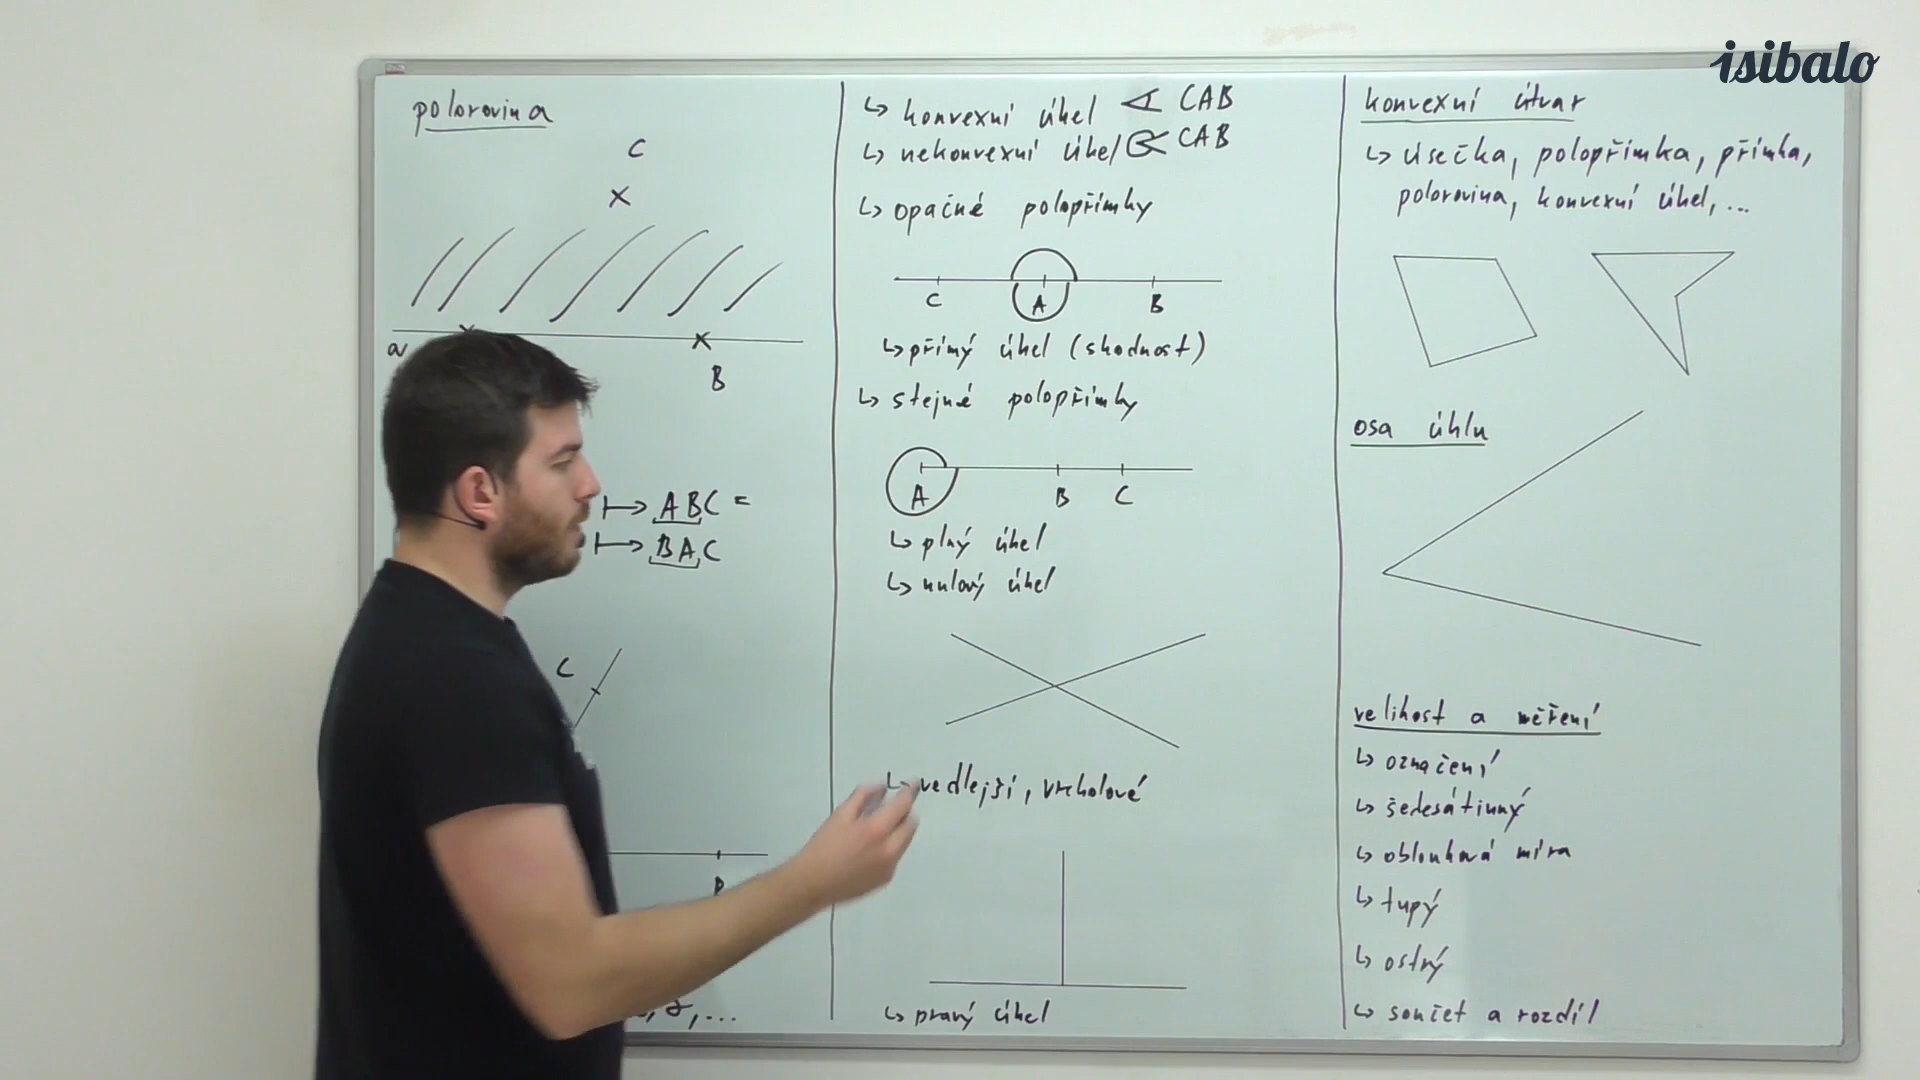 isibalo
polorovina
C
a
B
ABC =
BAC
C
, ...
↳ konvexní úhel ∢ CAB
↳ nekonvexní úhel CAB
↳ opačné polopřímky
C A B
↳ přímý úhel (shodnost)
↳ stejné polopřímky
A B C
↳ plný úhel
↳ nulový úhel
↳ vedlejší, vrcholové
↳ pravý úhel
konvexní útvar
↳ úsečka, polopřímka, přímka,
polorovina, konvexní úhel, ...
osa úhlu
velikost a měření
↳ označení
↳ šedesátinný
↳ oblouková míra
↳ tupý
↳ ostrý
↳ součet a rozdíl